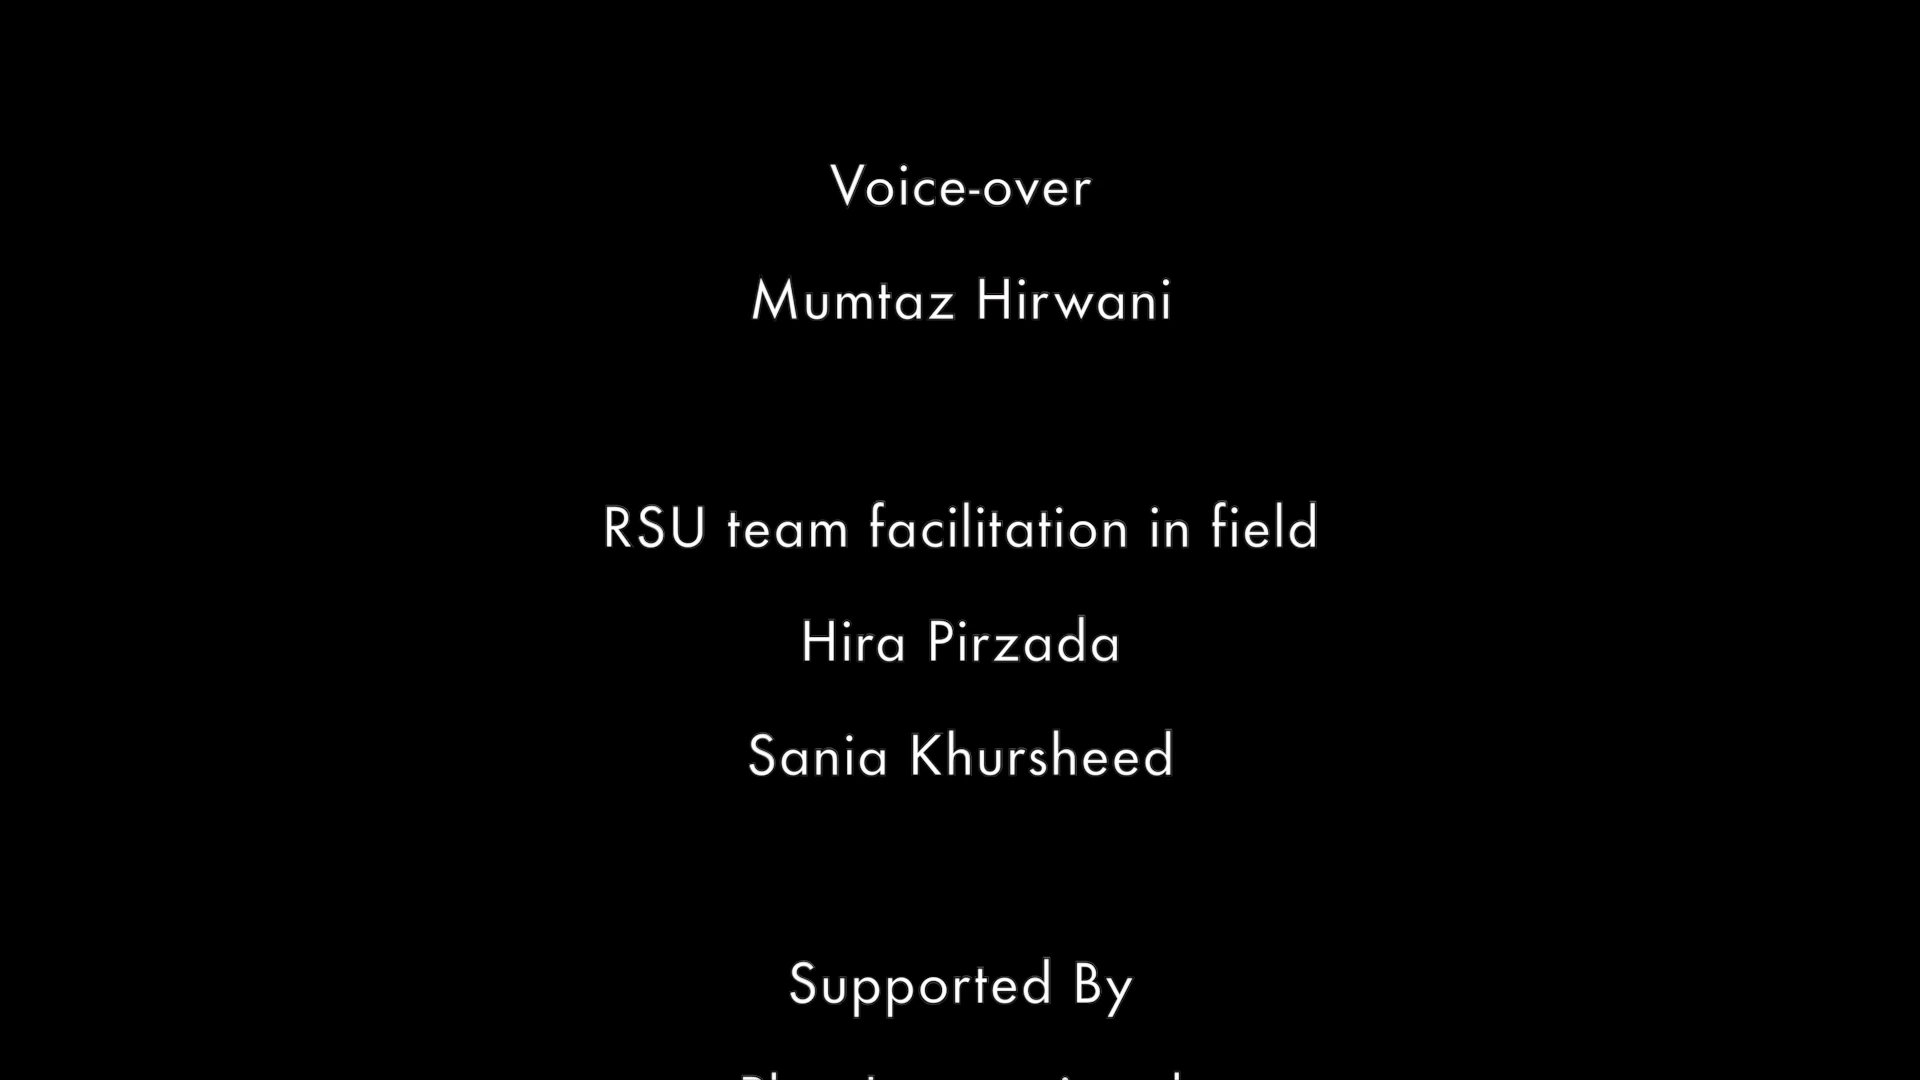 Voice-over
Mumtaz Hirwani
RSU team facilitation in field
Hira Pirzada
Sania Khursheed
Supported By